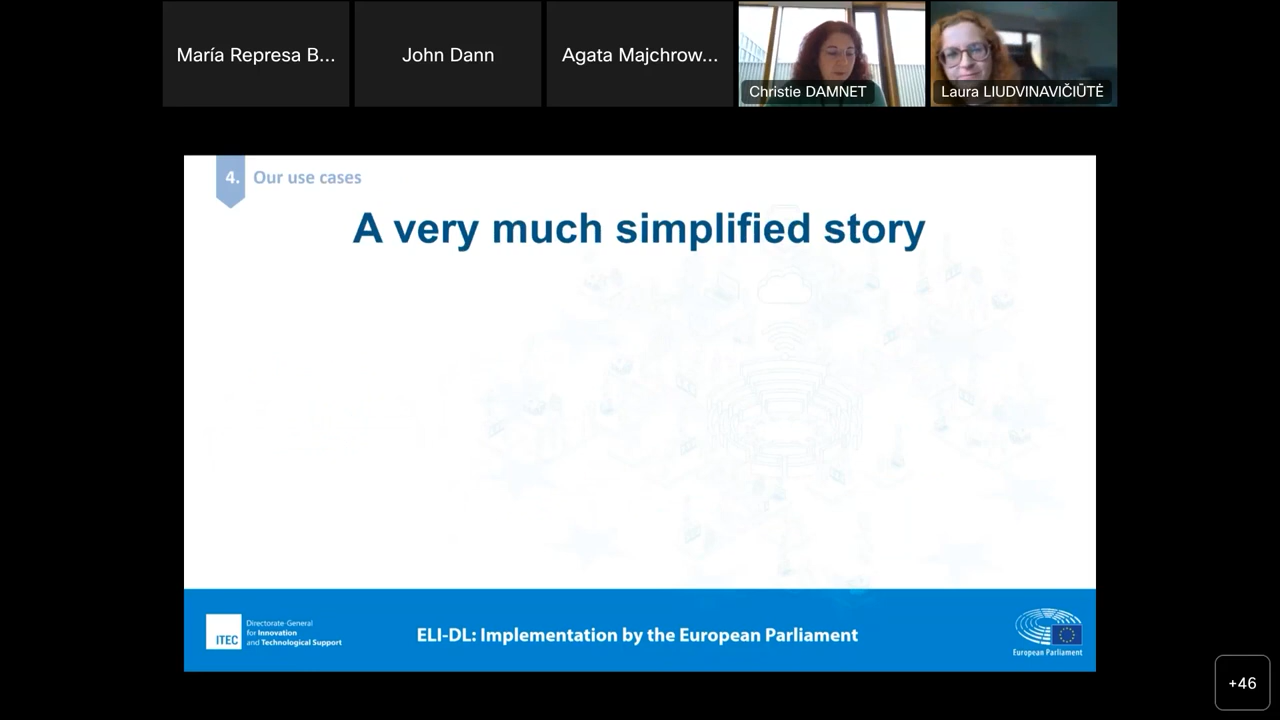 María Represa B...
John Dann
Agata Majchrow...
Christie DAMNET
Laura LIUDVINAVIČIŪTĖ
4. Our use cases
A very much simplified story
ITEC
Directorate-General
for Innovation
and Technological Support
ELI-DL: Implementation by the European Parliament
European Parliament
+46